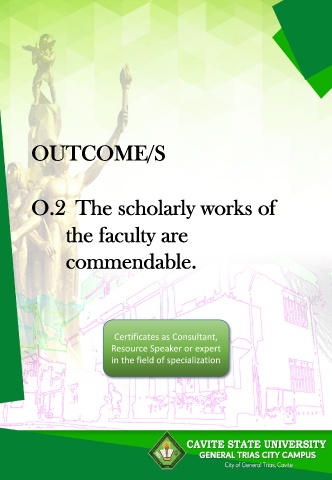 OUTCOME/S
O.2 The scholarly works of
the faculty are
commendable.
Certificates as Consultant,
Resource Speaker or expert
in the field of specialization
CAVITE STATE UNIVERSITY
GENERAL TRIAS CITY CAMPUS
City of General Trias, Cavite